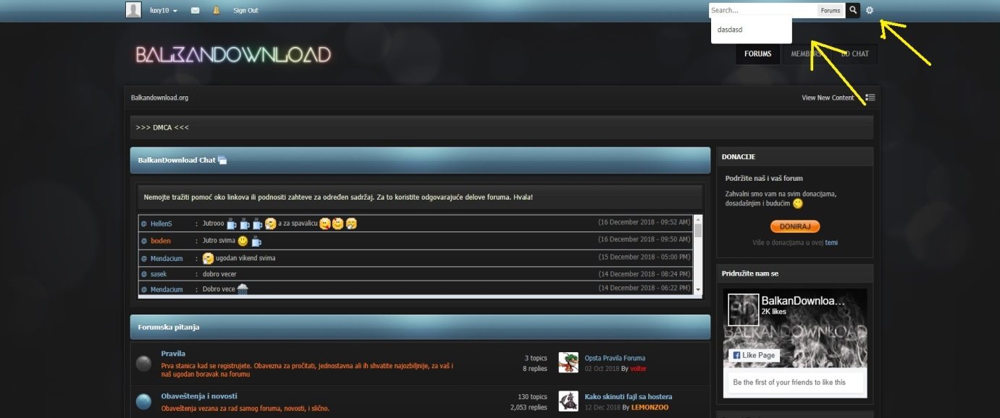 luxy10 Sign Out Search... Forums
dasdasd
BALKANDOWNLOAD
FORUMS MEMBERS BD CHAT
Balkandownload.org View New Content
>>> DMCA <<<
BalkanDownload Chat
Nemojte tražiti pomoć oko linkova ili podnositi zahteve za određen sadržaj. Za to koristite odgovarajuće delove foruma. Hvala!
@ HellenS : Jutrooo a za spavalicu (16 December 2018 - 09:52 AM)
@ boden : Jutro svima (16 December 2018 - 09:50 AM)
@ Mendacium : ugodan vikend svima (15 December 2018 - 05:00 PM)
@ sasek : dobro vecer (14 December 2018 - 08:24 PM)
@ Mendacium : Dobro vece (14 December 2018 - 06:22 PM)
DONACIJE
Podržite naš i vaš forum
Zahvalni smo vam na svim donacijama,
dosadašnjim i budućim
DONIRAJ
Više o donacijama u ovoj temi
Pridružite nam se
BalkanDownloa...
2K likes
BALKANDOWNLOAD
Like Page
Be the first of your friends to like this
Forumska pitanja
Pravila
Prva stanica kad se registrujete. Obavezna za pročitati, jednostavna ali ih shvatite najozbiljnije, za vaš i
naš ugodan boravak na forumu
3 topics
8 replies
Opsta Pravila Foruma
02 Oct 2018 By volter
Obaveštenja i novosti
Obaveštenja vezana za rad samog foruma, novosti, i slično.
130 topics
2,053 replies
Kako skinuti fajl sa hostera
12 Dec 2018 By LEMONZOO